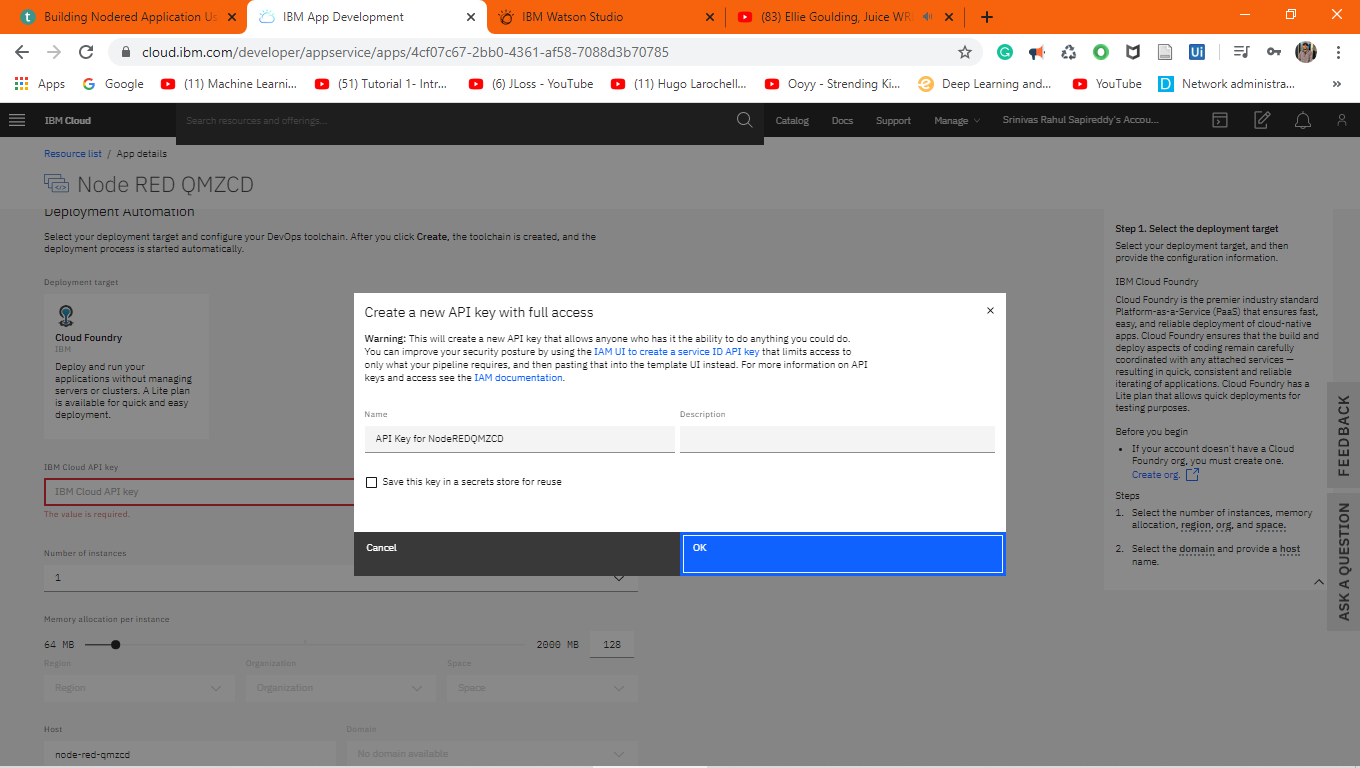 Building Nodered Application Us
IBM App Development
IBM Watson Studio
(83) Ellie Goulding, Juice WR
cloud.ibm.com/developer/appservice/apps/4cf07c67-2bb0-4361-af58-7088d3b70785
Apps
Google
(11) Machine Learni...
(51) Tutorial 1- Intr...
(6) JLoss - YouTube
(11) Hugo Larochell...
Ooyy - Strending Ki...
Deep Learning and...
YouTube
Network administra...
IBM Cloud
Search resources and offerings...
Catalog
Docs
Support
Manage
Srinivas Rahul Sapireddy's Accou...
Resource list / App details
Node RED QMZCD
Deployment Automation
Select your deployment target and configure your DevOps toolchain. After you click Create, the toolchain is created, and the
deployment process is started automatically.
Deployment target
Cloud Foundry
IBM
Deploy and run your
applications without managing
servers or clusters. A Lite plan
is available for quick and easy
deployment.
IBM Cloud API key
IBM Cloud API key
The value is required.
Number of instances
1
Memory allocation per instance
64 MB
2000 MB
128
Region
Organization
Space
Region
Organization
Space
Host
Domain
node-red-qmzcd
No domain available
Create a new API key with full access
Warning: This will create a new API key that allows anyone who has it the ability to do anything you could do.
You can improve your security posture by using the IAM UI to create a service ID API key that limits access to
only what your pipeline requires, and then pasting that into the template UI instead. For more information on API
keys and access see the IAM documentation.
Name
Description
API Key for NodeREDQMZCD
Save this key in a secrets store for reuse
Cancel
OK
Step 1. Select the deployment target
Select your deployment target, and then
provide the configuration information.
IBM Cloud Foundry
Cloud Foundry is the premier industry standard
Platform-as-a-Service (PaaS) that ensures fast,
easy, and reliable deployment of cloud-native
apps. Cloud Foundry ensures that the build and
deploy aspects of coding remain carefully
coordinated with any attached services —
resulting in quick, consistent and reliable
iterating of applications. Cloud Foundry has a
Lite plan that allows quick deployments for
testing purposes.
Before you begin
• If your account doesn't have a Cloud
Foundry org, you must create one.
Create org.
Steps
1. Select the number of instances, memory
allocation, region, org, and space.
2. Select the domain and provide a host
name.
FEEDBACK
ASK A QUESTION